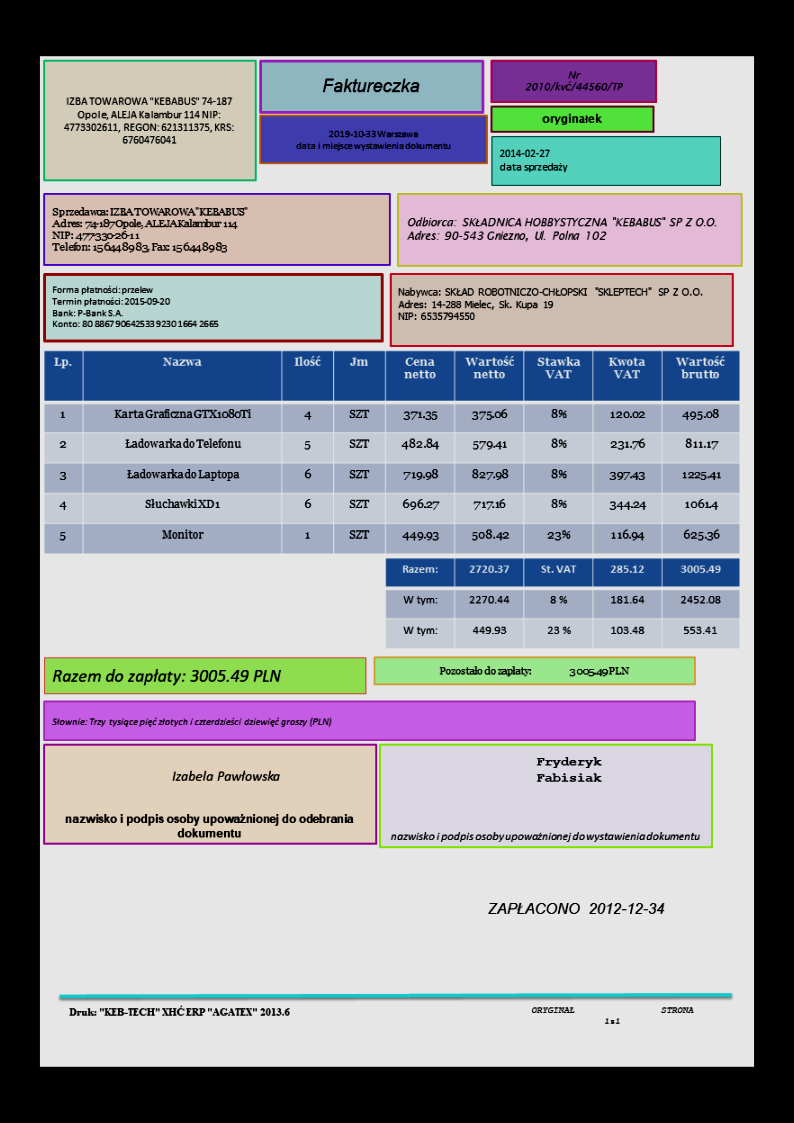 IZBA TOWAROWA "KEBABUS" 74-187
Opole, ALEJA Kalambur 114 NIP:
4773302611, REGON: 621311375, KRS:
6760476041
Faktureczka
2019-10-33 Warszawa
data i miejsce wystawienia dokumentu
Nr
2010/kvć/44560/TP
oryginałek
2014-02-27
data sprzedaży
Sprzedawca: IZBA TOWAROWA "KEBABUS"
Adres: 74-187 Opole, ALEJA Kalambur 114
NIP: 477330-26-11
Telefon: 156448983, Fax: 156448983
Odbiorca: SKŁADNICA HOBBYSTYCZNA "KEBABUS" SP Z O.O.
Adres: 90-543 Gniezno, Ul. Polna 102
Forma płatności: przelew
Termin płatności: 2015-09-20
Bank: P-Bank S.A.
Konto: 80 8867 9064 2533 9230 1664 2665
Nabywca: SKŁAD ROBOTNICZO-CHŁOPSKI "SKLEPTECH" SP Z O.O.
Adres: 14-288 Mielec, Sk. Kupa 19
NIP: 6535794550
Lp. Nazwa Ilość Jm Cena netto Wartość netto Stawka VAT Kwota VAT Wartość brutto
1 Karta Graficzna GTX1080Ti 4 SZT 371.35 375.06 8% 120.02 495.08
2 Ładowarka do Telefonu 5 SZT 482.84 579.41 8% 231.76 811.17
3 Ładowarka do Laptopa 6 SZT 719.98 827.98 8% 397.43 1225.41
4 Słuchawki XD1 6 SZT 696.27 717.16 8% 344.24 1061.4
5 Monitor 1 SZT 449.93 508.42 23% 116.94 625.36
Razem: 2720.37 St. VAT 285.12 3005.49
W tym: 2270.44 8 % 181.64 2452.08
W tym: 449.93 23 % 103.48 553.41
Razem do zapłaty: 3005.49 PLN
Pozostało do zapłaty: 3005.49 PLN
Słownie: Trzy tysiące pięć złotych i czterdzieści dziewięć groszy (PLN)
Izabela Pawłowska
nazwisko i podpis osoby upoważnionej do odebrania
dokumentu
Fryderyk
Fabisiak
nazwisko i podpis osoby upoważnionej do wystawienia dokumentu
ZAPŁACONO 2012-12-34
Druk: "KEB-TECH" XHĆ ERP "AGATEX" 2013.6
ORYGINAŁ STRONA
1 z 1